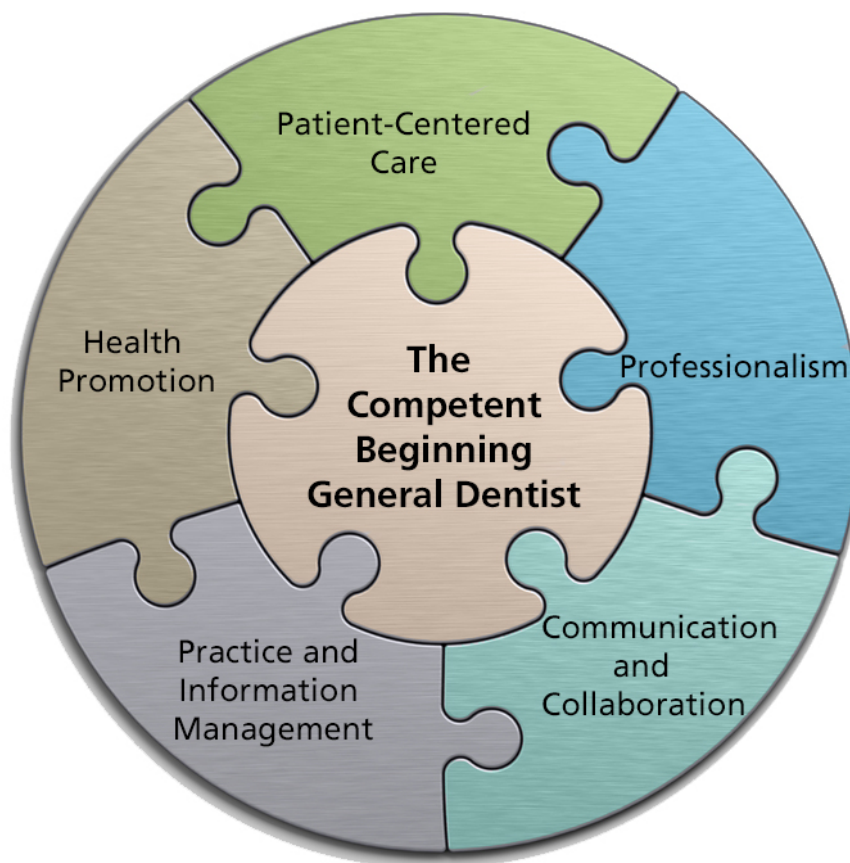 Patient-Centered
Care
Professionalism
Health
Promotion
The
Competent
Beginning
General Dentist
Communication
and
Collaboration
Practice and
Information
Management